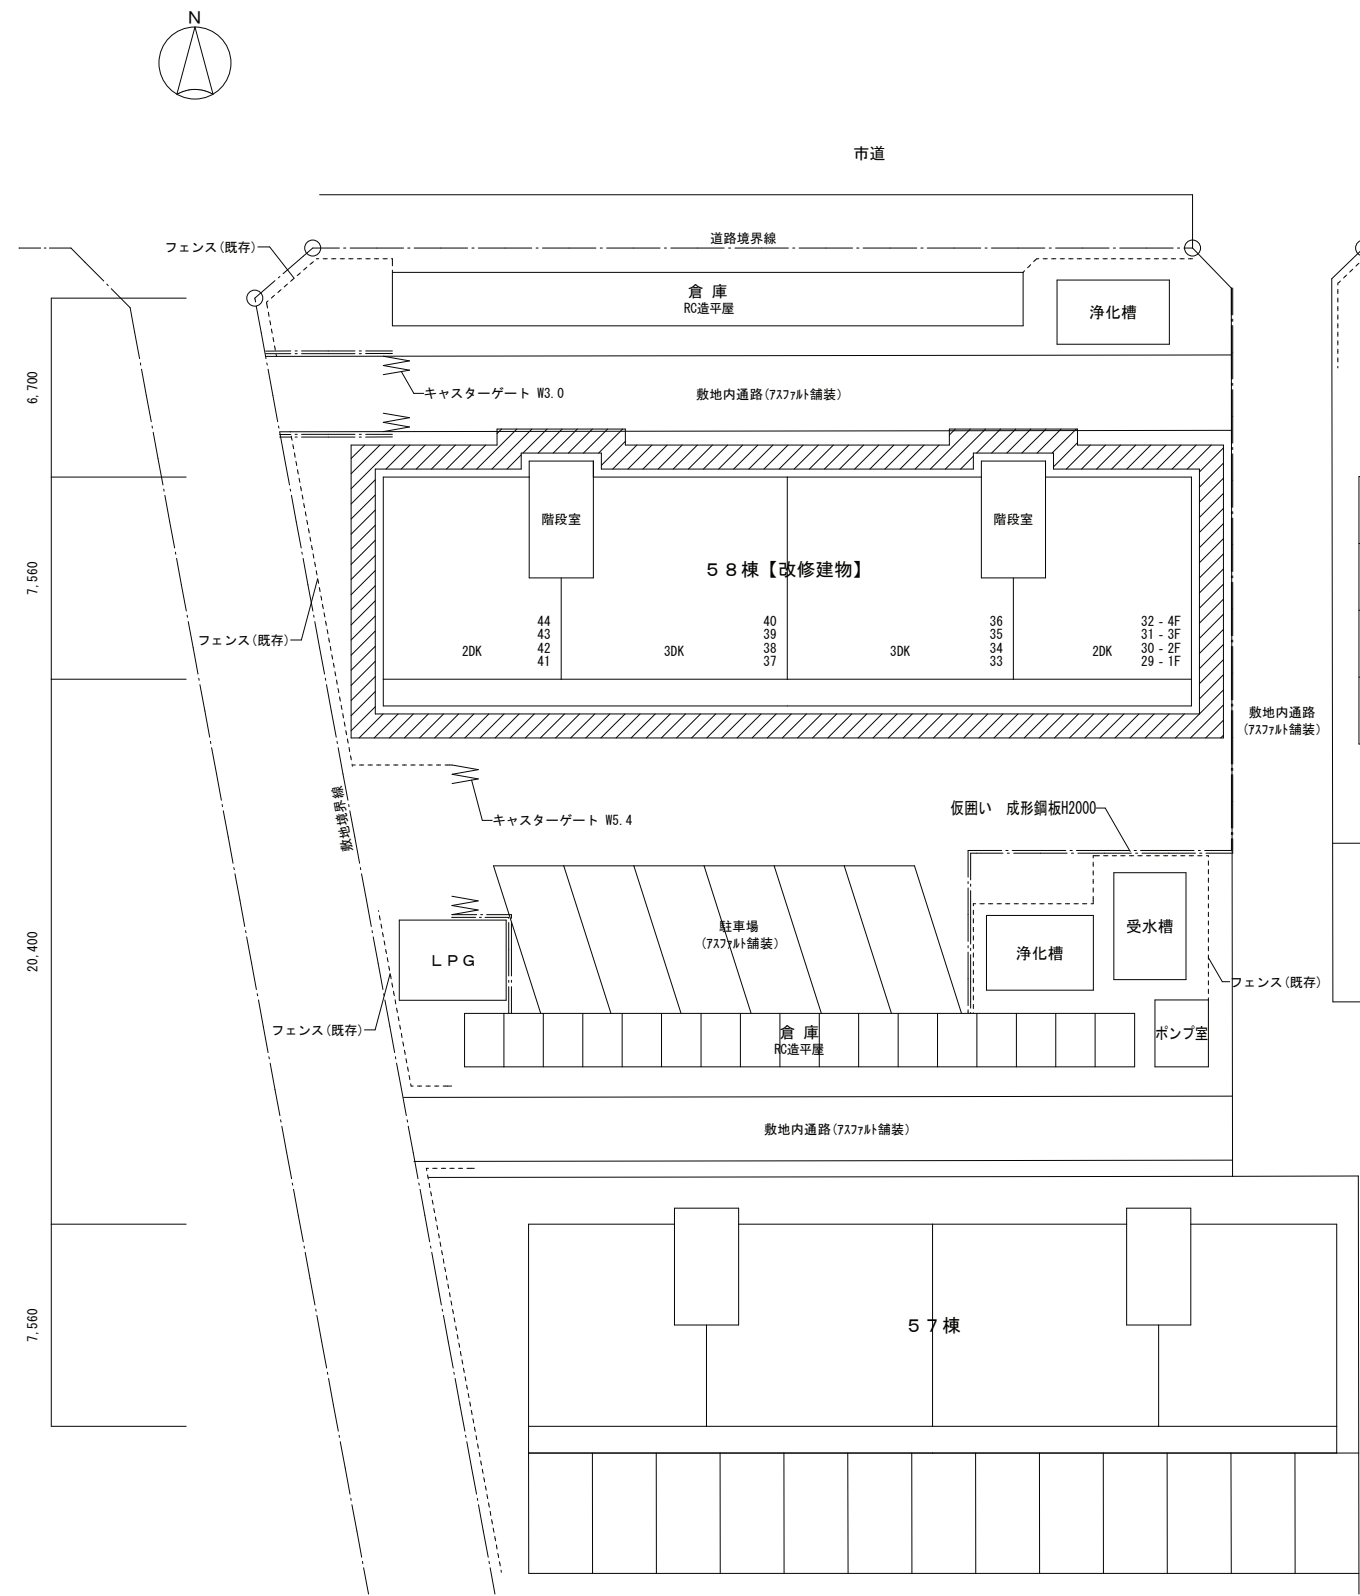 N
市道
道路境界線
フェンス(既存)
倉 庫
RC造平屋
浄化槽
6,700
キャスターゲート W3.0
敷地内通路(ｱｽﾌｧﾙﾄ舗装)
階段室
階段室
58棟【改修建物】
7,560
フェンス(既存)
44
43
42
41
2DK
3DK
40
39
38
37
3DK
36
35
34
33
2DK
32 - 4F
31 - 3F
30 - 2F
29 - 1F
敷地内通路
(ｱｽﾌｧﾙﾄ舗装)
敷地境界線
キャスターゲート W5.4
仮囲い 成形鋼板H2000
駐車場
(ｱｽﾌｧﾙﾄ舗装)
受水槽
浄化槽
LPG
20,400
フェンス(既存)
フェンス(既存)
倉 庫
RC造平屋
ポンプ室
敷地内通路(ｱｽﾌｧﾙﾄ舗装)
57棟
7,560